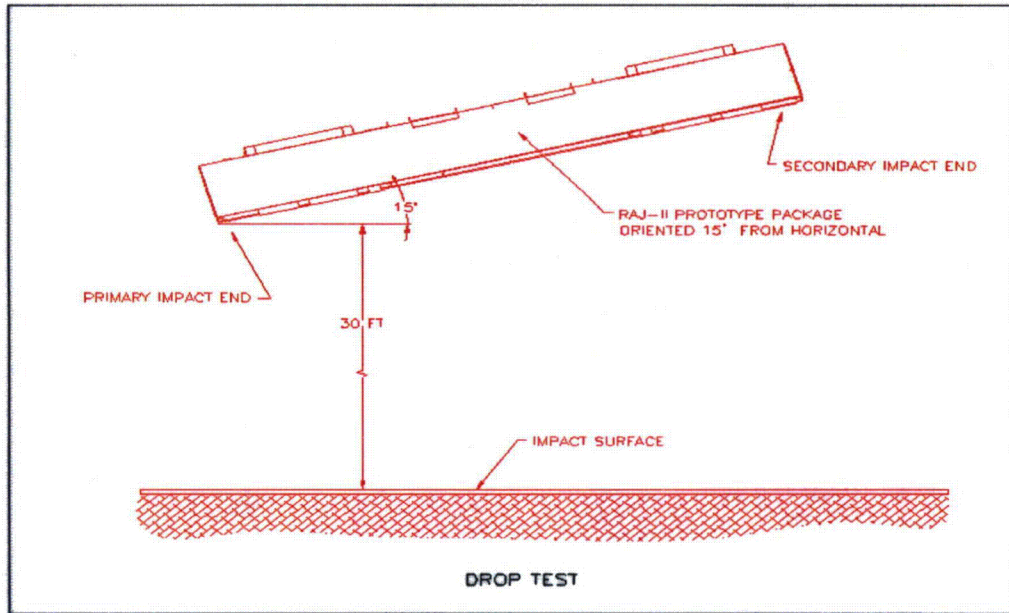 SECONDARY IMPACT END
15°
RAJ-II PROTOTYPE PACKAGE
ORIENTED 15° FROM HORIZONTAL
PRIMARY IMPACT END
30 FT
IMPACT SURFACE
DROP TEST